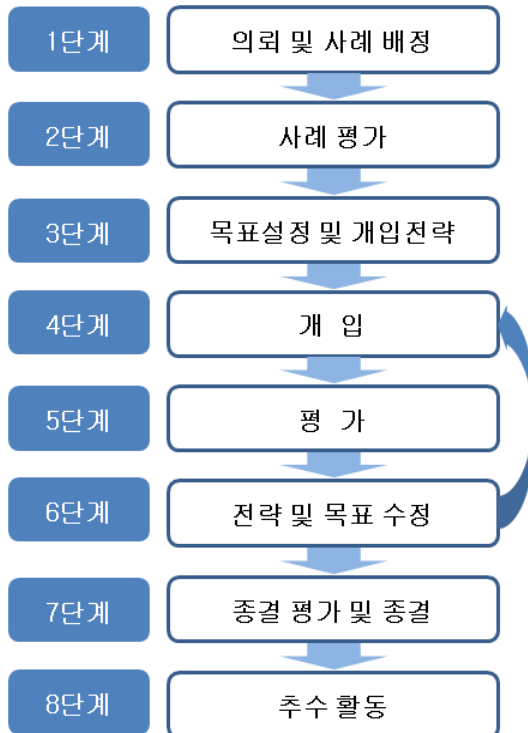 1단계 의뢰 및 사례 배정
2단계 사례 평가
3단계 목표설정 및 개입전략
4단계 개 입
5단계 평 가
6단계 전략 및 목표 수정
7단계 종결 평가 및 종결
8단계 추수 활동